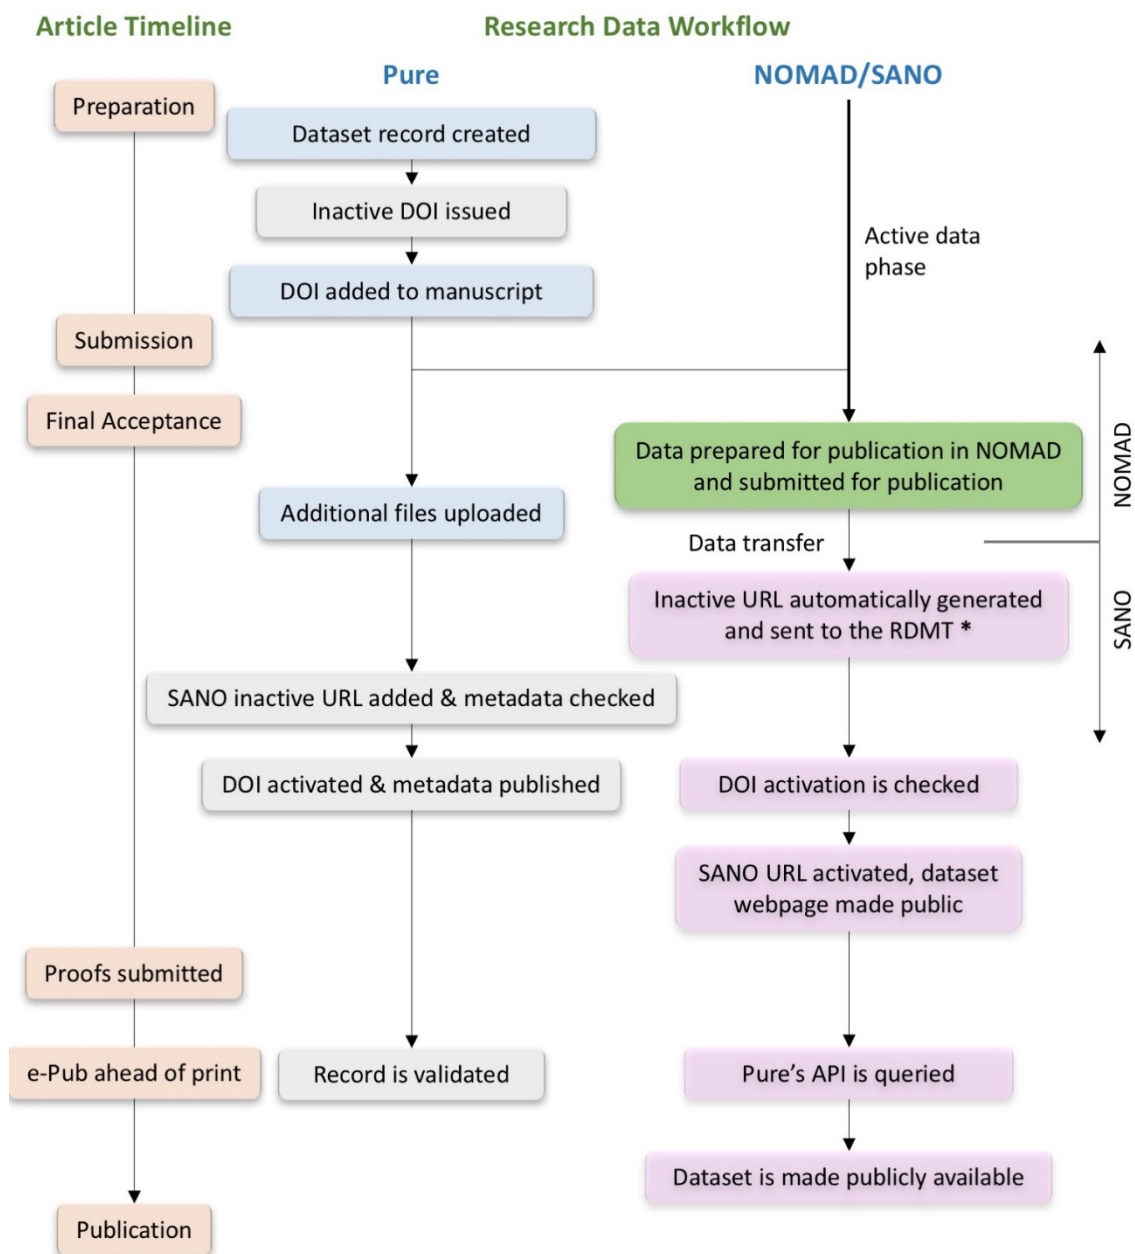 Article Timeline
Research Data Workflow
Pure
NOMAD/SANO
Preparation
Dataset record created
Inactive DOI issued
Active data
phase
DOI added to manuscript
Submission
Final Acceptance
Data prepared for publication in NOMAD
and submitted for publication
NOMAD
Additional files uploaded
Data transfer
Inactive URL automatically generated
and sent to the RDMT *
SANO
SANO inactive URL added & metadata checked
DOI activated & metadata published
DOI activation is checked
SANO URL activated, dataset
webpage made public
Proofs submitted
e-Pub ahead of print
Record is validated
Pure’s API is queried
Dataset is made publicly available
Publication